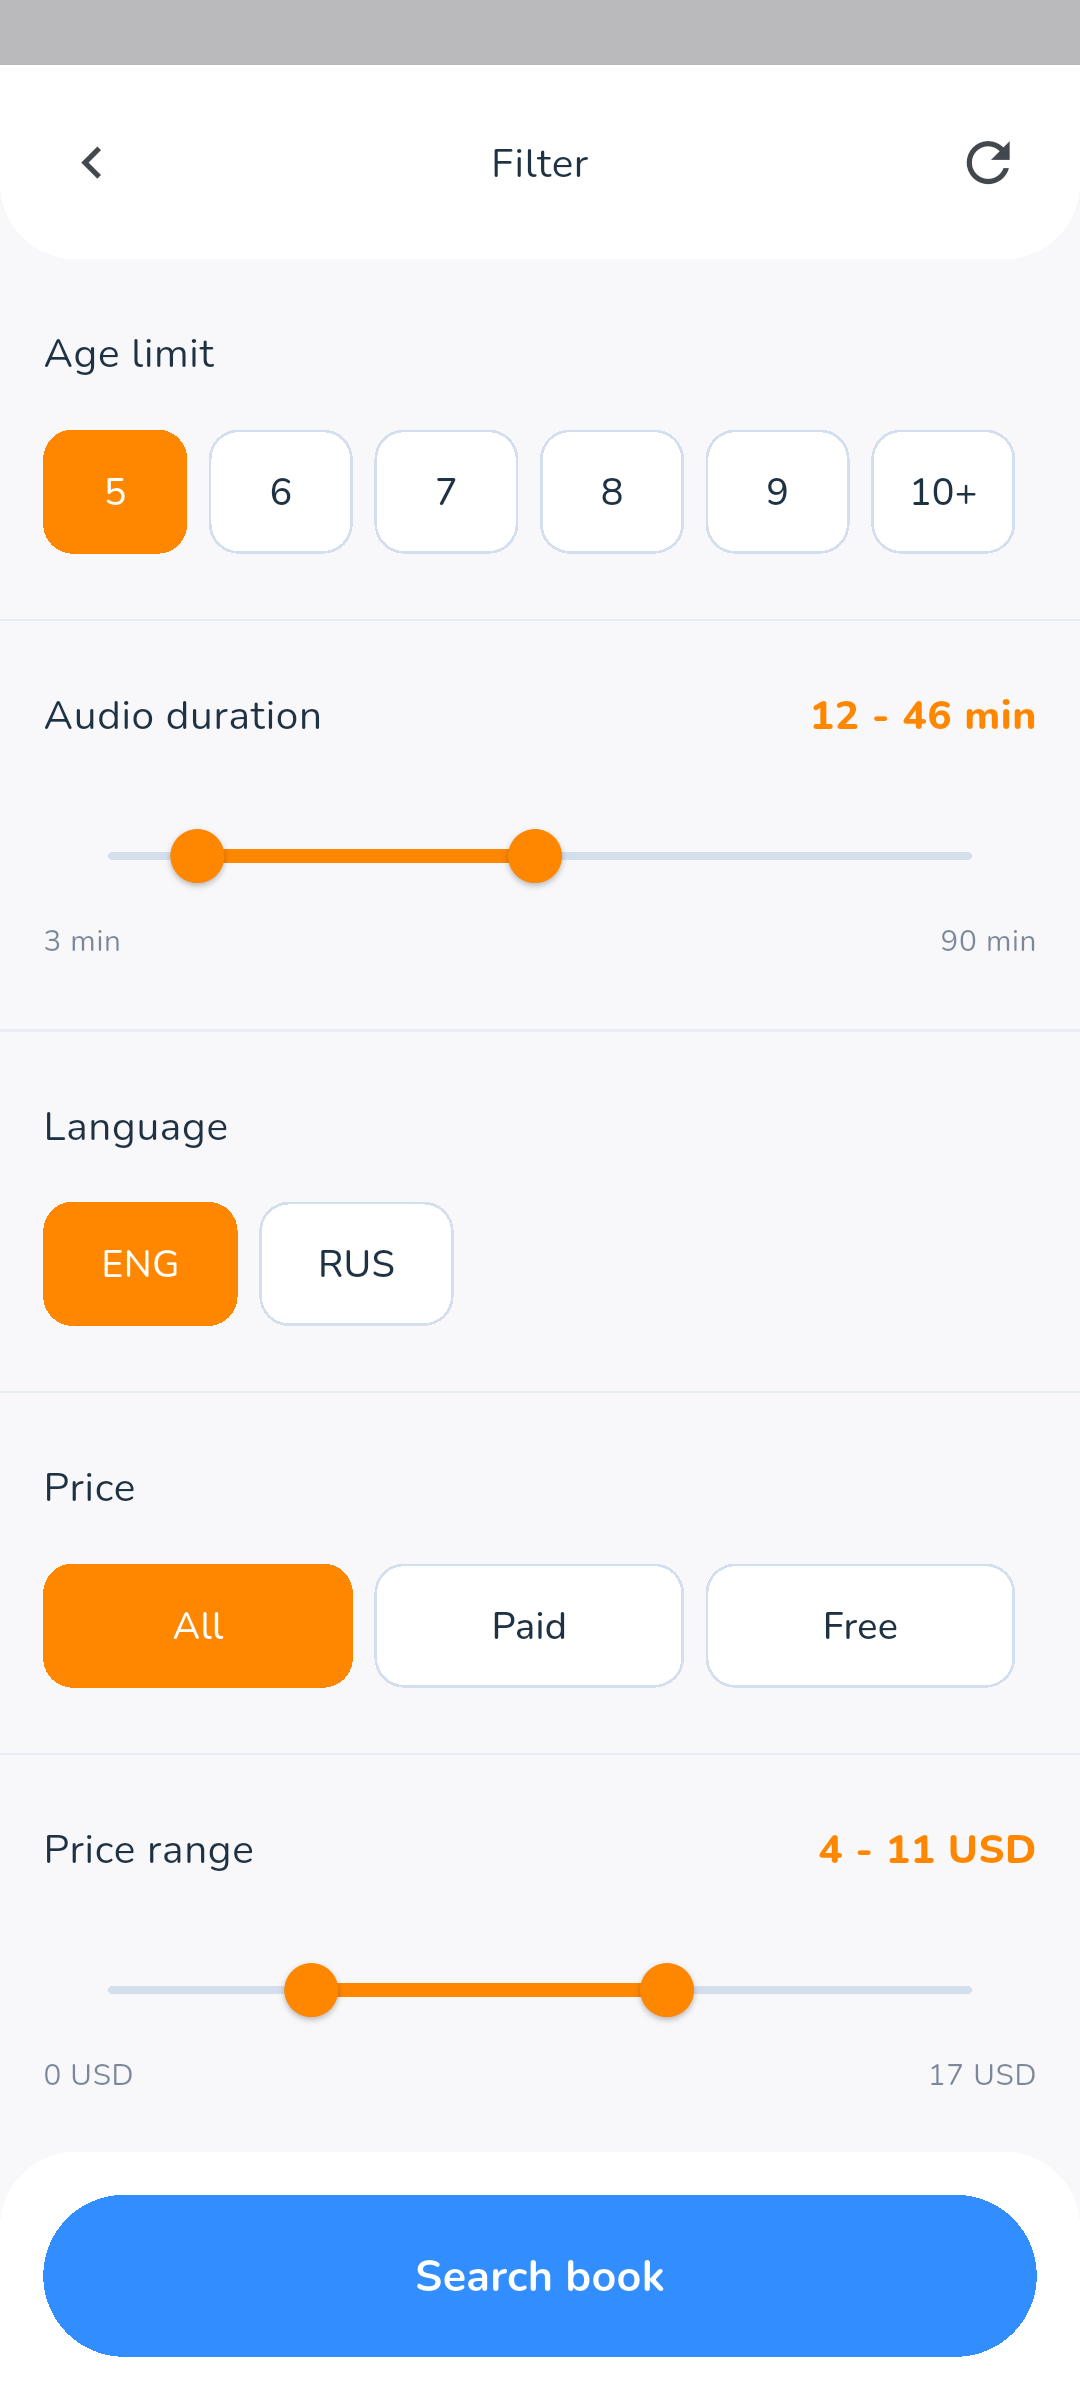 Filter
Age limit
5 6 7 8 9 10+
Audio duration 12 - 46 min
3 min 90 min
Language
ENG RUS
Price
All Paid Free
Price range 4 - 11 USD
0 USD 17 USD
Search book